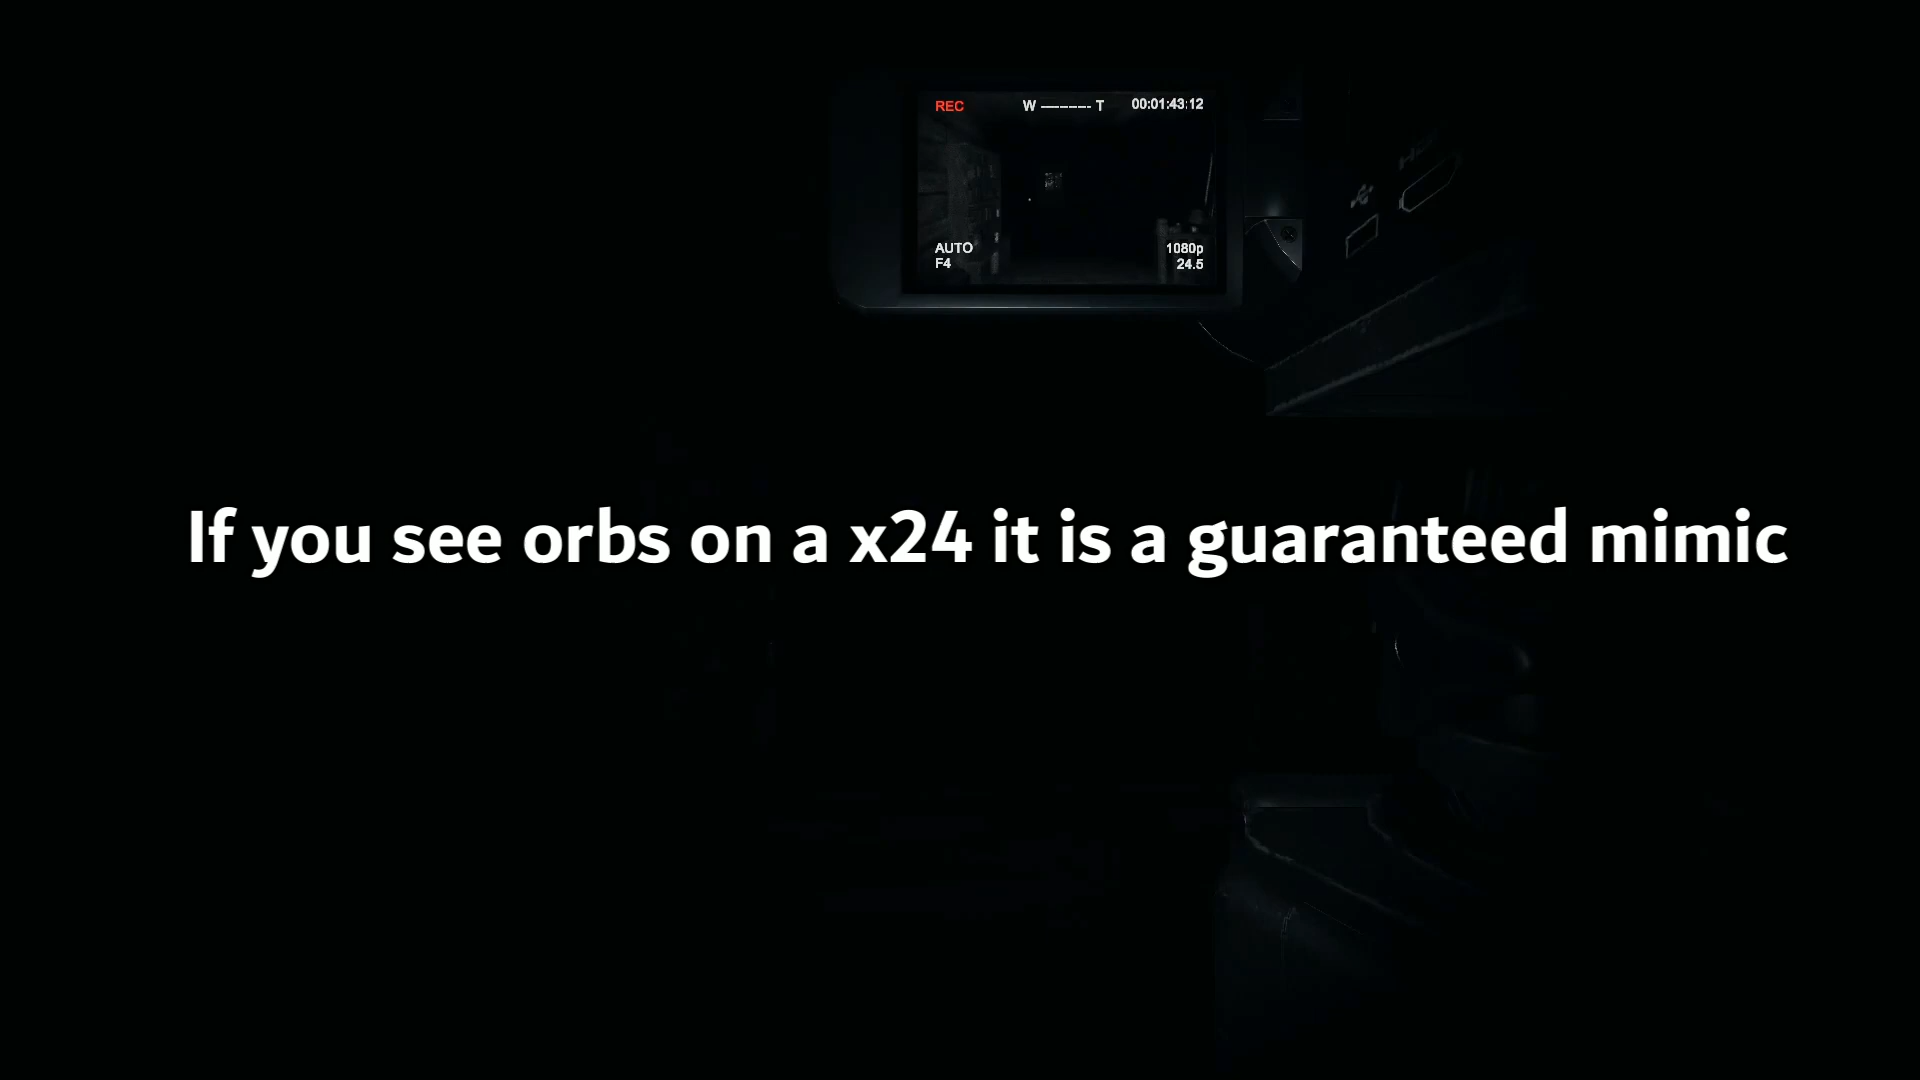 REC W ------- T 00:01:43:12
AUTO 1080p
F4 24.5
If you see orbs on a x24 it is a guaranteed mimic